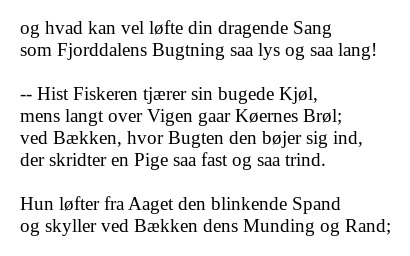 og hvad kan vel løfte din dragende Sang
som Fjorddalens Bugtning saa lys og saa lang!

-- Hist Fiskeren tjærer sin bugede Kjøl,
mens langt over Vigen gaar Køernes Brøl;
ved Bækken, hvor Bugten den bøjer sig ind,
der skridter en Pige saa fast og saa trind.

Hun løfter fra Aaget den blinkende Spand
og skyller ved Bækken dens Munding og Rand;